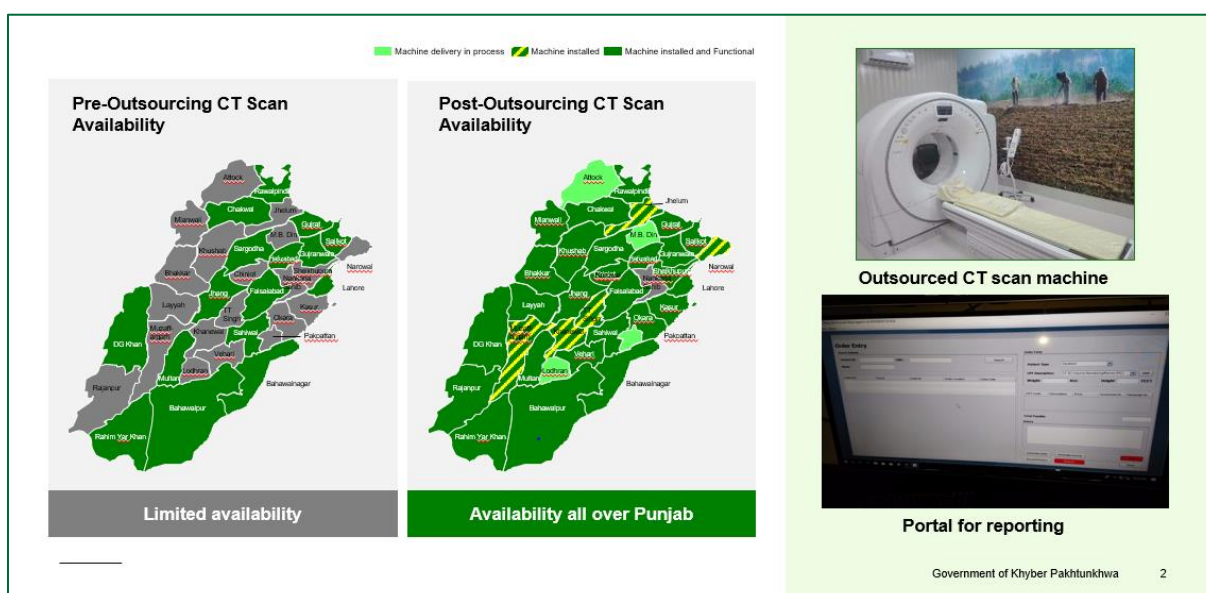 Machine delivery in process
Machine installed
Machine installed and Functional
Pre-Outsourcing CT Scan
Availability
Attock
Rawalpindi
Chakwal
Jhelum
Mianwali
Gujrat
M.B. Din
Khushab
Sargodha
Sialkot
Gujranwala
Narowal
Bhakkar
Chiniot
Sheikhupura
Lahore
Jhang
Faisalabad
Layyah
Kasur
TT
Singh
Okara
Muzaff
argarh
Khanewal
Sahiwal
Pakpattan
DG Khan
Vehari
Multan
Lodhran
Bahawalnagar
Rajanpur
Bahawalpur
Rahim Yar Khan
Limited availability
Post-Outsourcing CT Scan
Availability
Attock
Rawalpindi
Jhelum
Chakwal
Mianwali
Gujrat
M.B. Din
Sialkot
Khushab
Sargodha
Gujranwala
Narowal
Bhakkar
Lahore
Jhang
Faisalabad
Layyah
Kasur
Okara
Sahiwal
Pakpattan
DG Khan
Vehari
Multan
Lodhran
Bahawalnagar
Rajanpur
Bahawalpur
Rahim Yar Khan
Availability all over Punjab
Outsourced CT scan machine
Order Entry
Portal for reporting
Government of Khyber Pakhtunkhwa 2